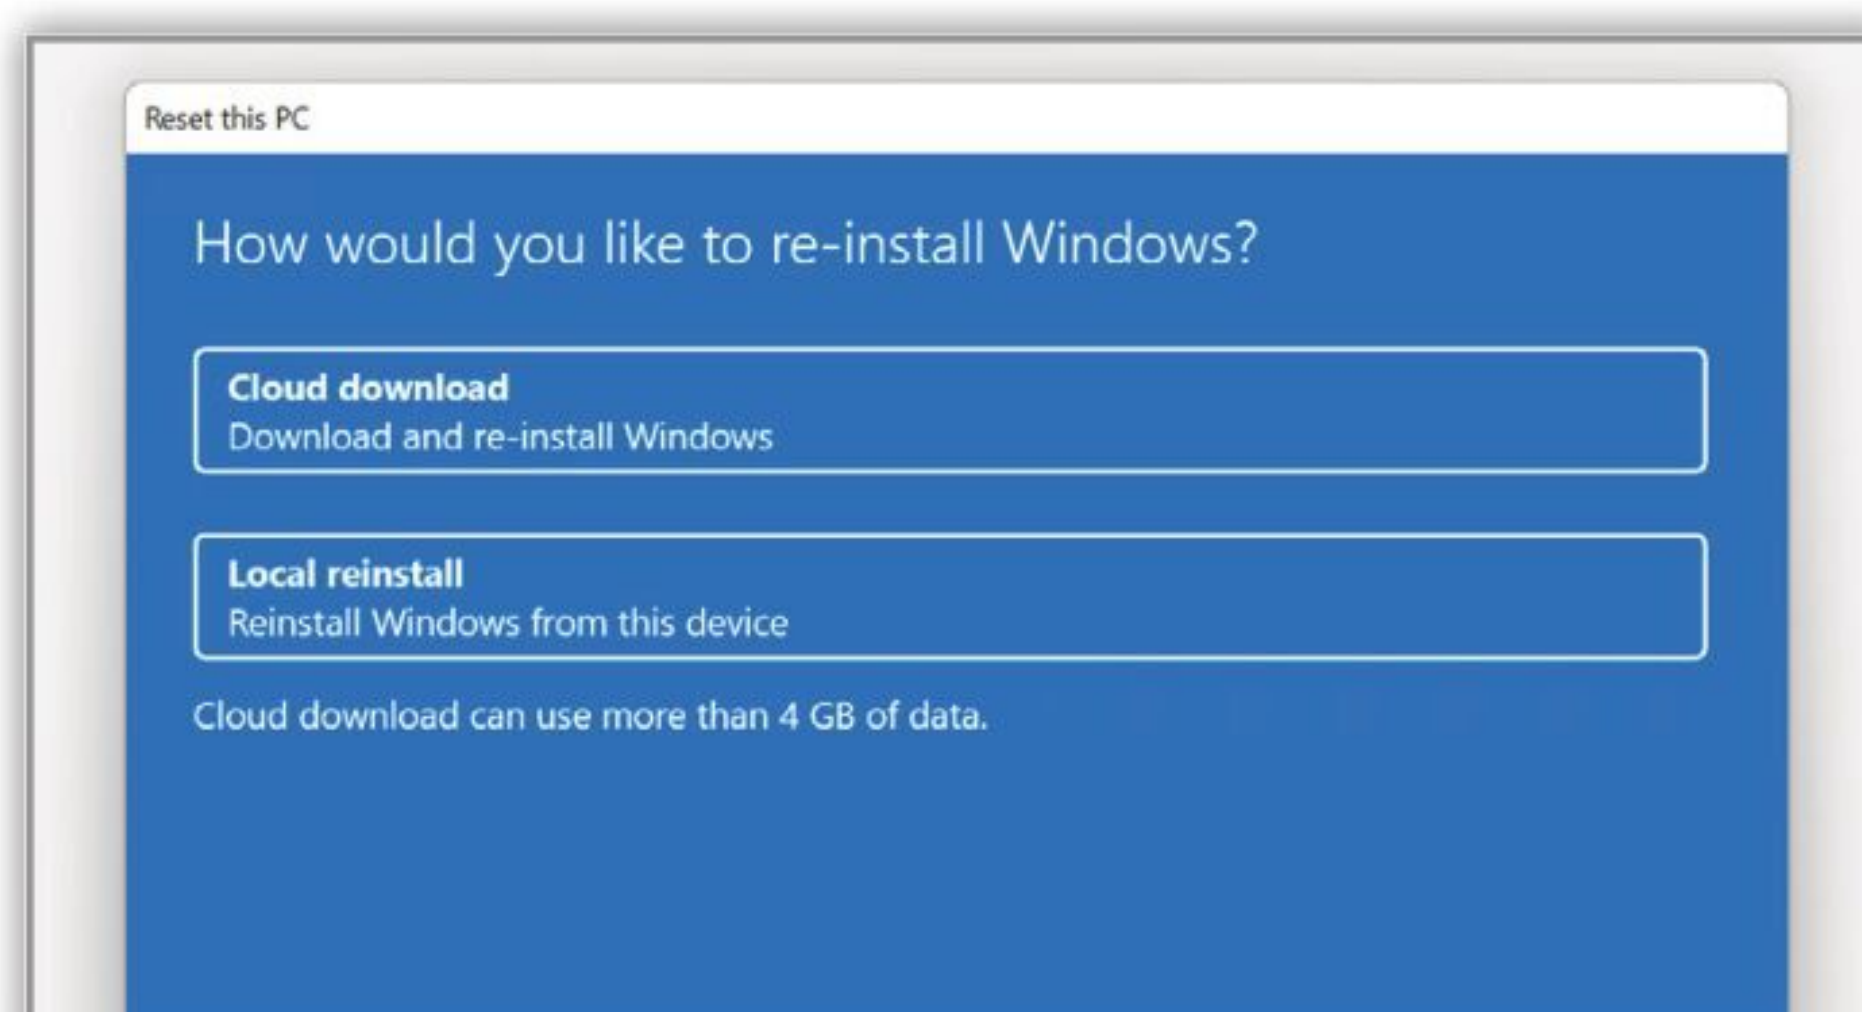 Reset this PC
How would you like to re-install Windows?
Cloud download
Download and re-install Windows
Local reinstall
Reinstall Windows from this device
Cloud download can use more than 4 GB of data.